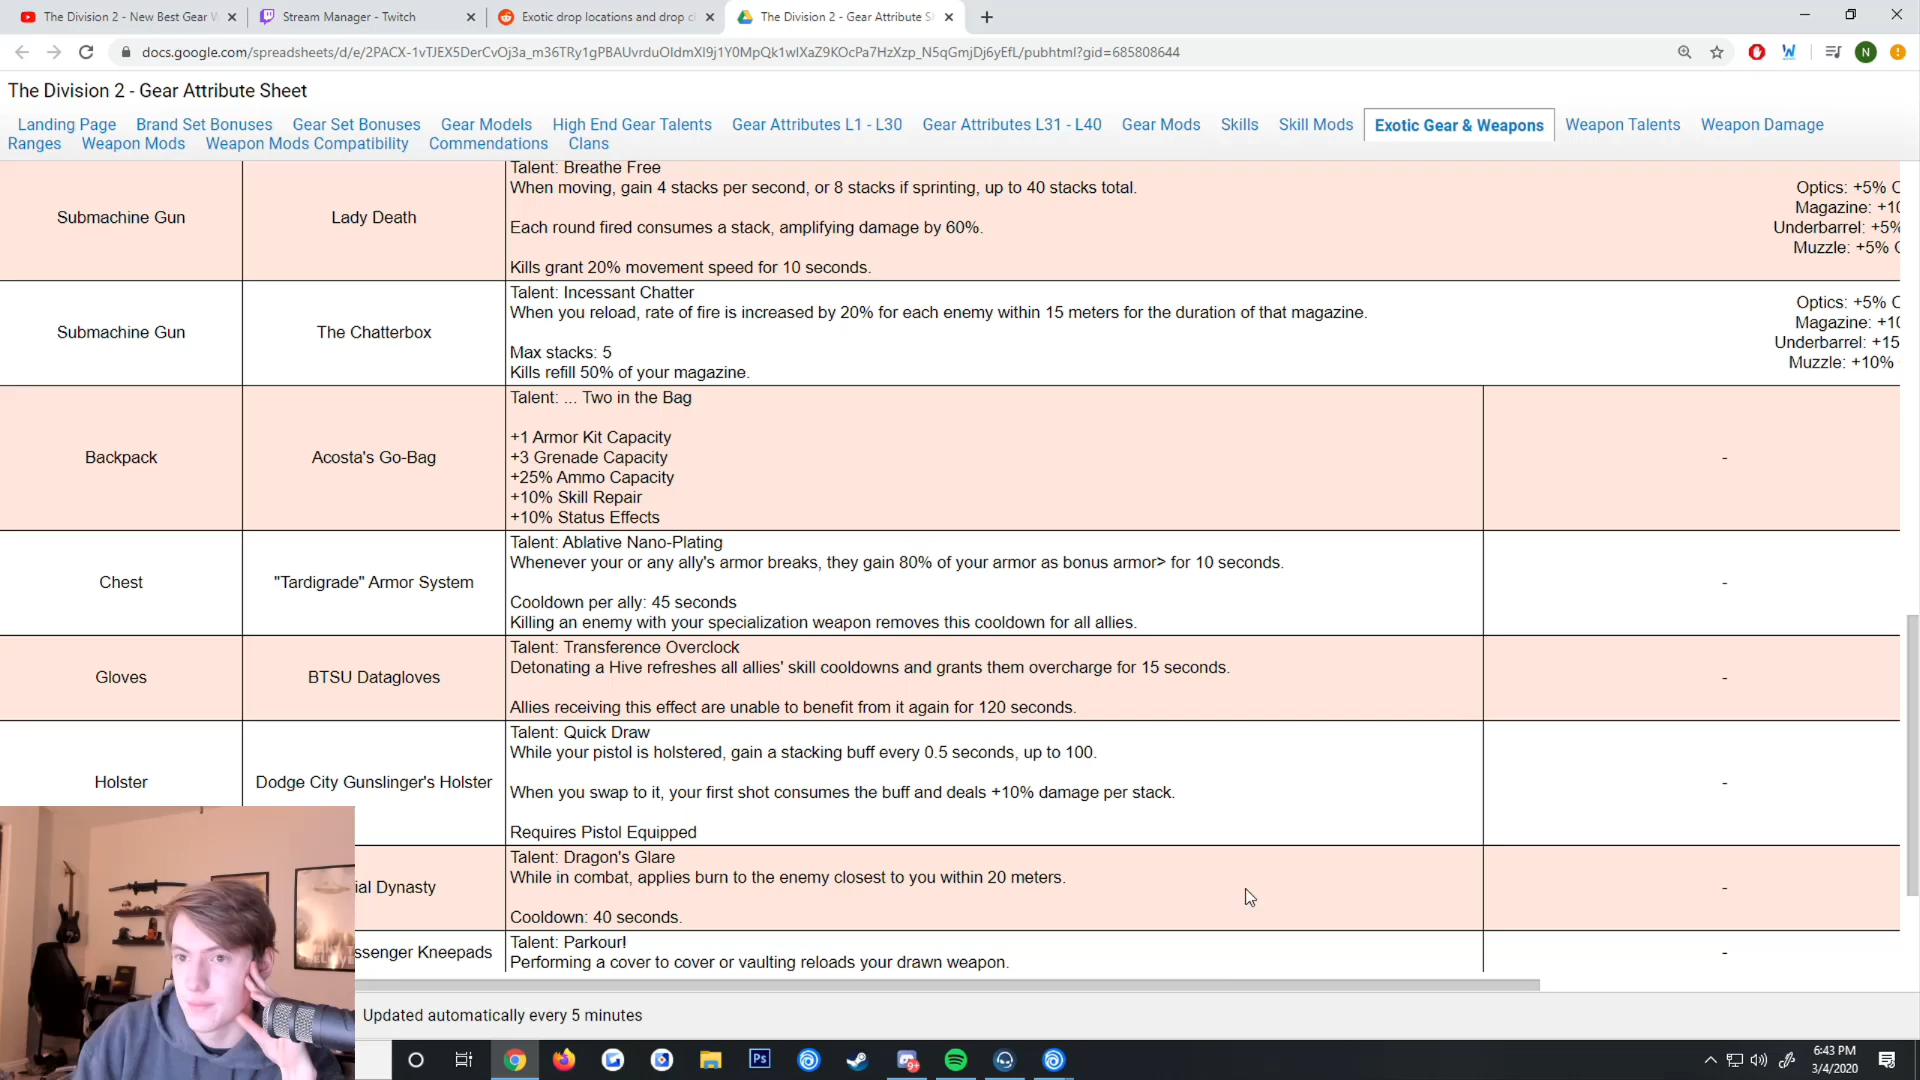 The Division 2 - New Best Gear W
Stream Manager - Twitch
Exotic drop locations and drop c
The Division 2 - Gear Attribute S
docs.google.com/spreadsheets/d/e/2PACX-1vTJEX5DerCvOj3a_m36TRy1gPBAUvrduOIdmXI9j1Y0MpQk1wIXaZ9KOcPa7HzXzp_N5qGmjDj6yEfL/pubhtml?gid=685808644
N
The Division 2 - Gear Attribute Sheet
Landing Page Brand Set Bonuses Gear Set Bonuses Gear Models High End Gear Talents Gear Attributes L1 - L30 Gear Attributes L31 - L40 Gear Mods Skills Skill Mods Exotic Gear & Weapons Weapon Talents Weapon Damage
Ranges Weapon Mods Weapon Mods Compatibility Commendations Clans
Submachine Gun
Lady Death
Talent: Breathe Free
When moving, gain 4 stacks per second, or 8 stacks if sprinting, up to 40 stacks total.
Each round fired consumes a stack, amplifying damage by 60%.
Kills grant 20% movement speed for 10 seconds.
Optics: +5% C
Magazine: +10
Underbarrel: +5%
Muzzle: +5% C
Submachine Gun
The Chatterbox
Talent: Incessant Chatter
When you reload, rate of fire is increased by 20% for each enemy within 15 meters for the duration of that magazine.
Max stacks: 5
Kills refill 50% of your magazine.
Optics: +5% C
Magazine: +10
Underbarrel: +15
Muzzle: +10%
Backpack
Acosta's Go-Bag
Talent: ... Two in the Bag
+1 Armor Kit Capacity
+3 Grenade Capacity
+25% Ammo Capacity
+10% Skill Repair
+10% Status Effects
-
Chest
"Tardigrade" Armor System
Talent: Ablative Nano-Plating
Whenever your or any ally's armor breaks, they gain 80% of your armor as bonus armor> for 10 seconds.
Cooldown per ally: 45 seconds
Killing an enemy with your specialization weapon removes this cooldown for all allies.
-
Gloves
BTSU Datagloves
Talent: Transference Overclock
Detonating a Hive refreshes all allies' skill cooldowns and grants them overcharge for 15 seconds.
Allies receiving this effect are unable to benefit from it again for 120 seconds.
-
Holster
Dodge City Gunslinger's Holster
Talent: Quick Draw
While your pistol is holstered, gain a stacking buff every 0.5 seconds, up to 100.
When you swap to it, your first shot consumes the buff and deals +10% damage per stack.
Requires Pistol Equipped
-
ial Dynasty
Talent: Dragon's Glare
While in combat, applies burn to the enemy closest to you within 20 meters.
Cooldown: 40 seconds.
-
ssenger Kneepads
Talent: Parkour!
Performing a cover to cover or vaulting reloads your drawn weapon.
-
Updated automatically every 5 minutes
Ps
6:43 PM
3/4/2020